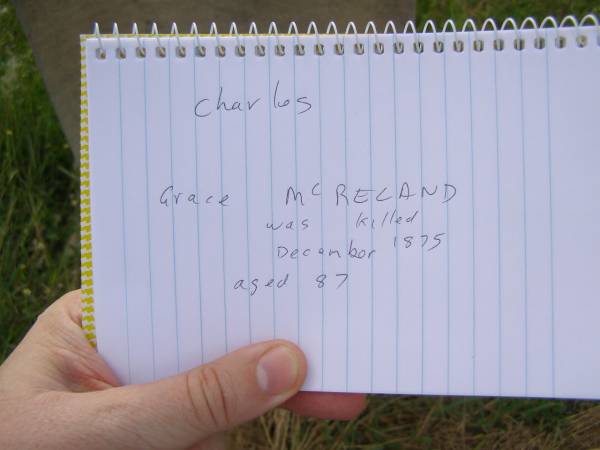 Charles
Grace McRELAND
was killed
December 1875
aged 87